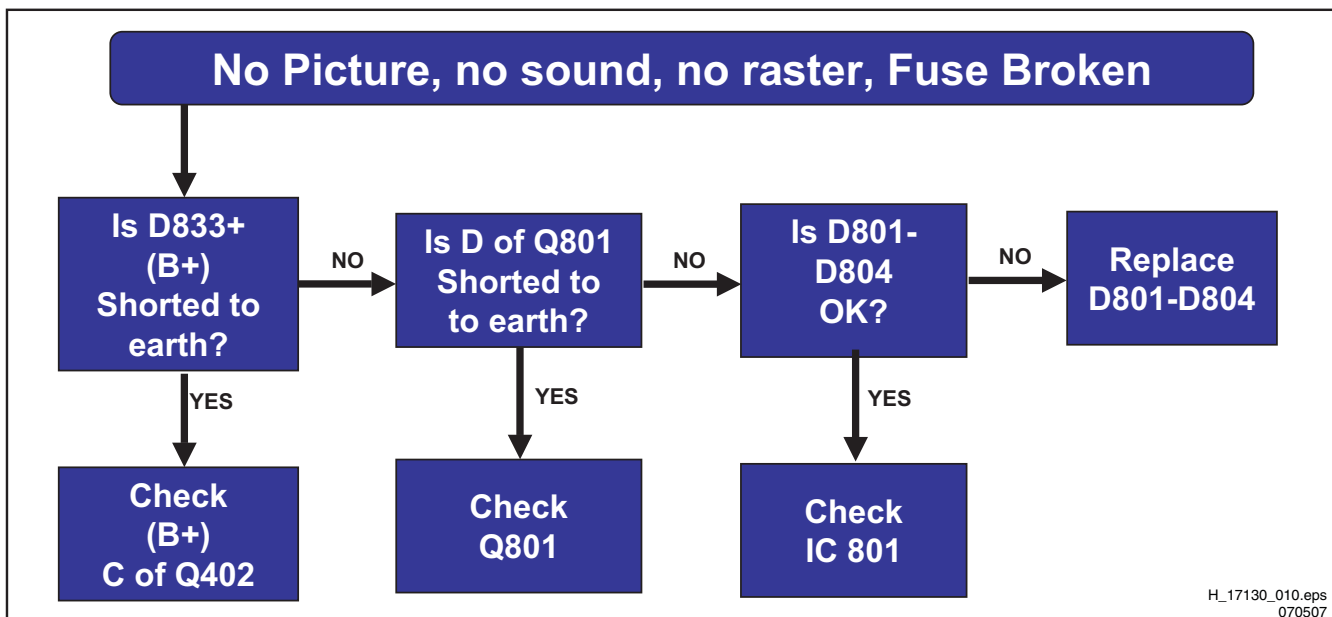 No Picture, no sound, no raster, Fuse Broken
Is D833+
(B+)
Shorted to
earth?
NO
Is D of Q801
Shorted to
to earth?
NO
Is D801-
D804
OK?
NO
Replace
D801-D804
YES
YES
YES
Check
(B+)
C of Q402
Check
Q801
Check
IC 801
H_17130_010.eps
070507